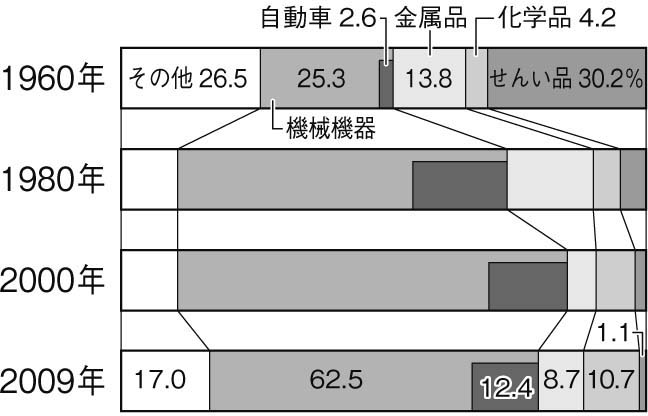 自動車 2.6 金属品 化学品 4.2
1960年 その他 26.5 25.3 13.8 せんい品 30.2%
機械機器
1980年
2000年
1.1
2009年 17.0 62.5 12.4 8.7 10.7